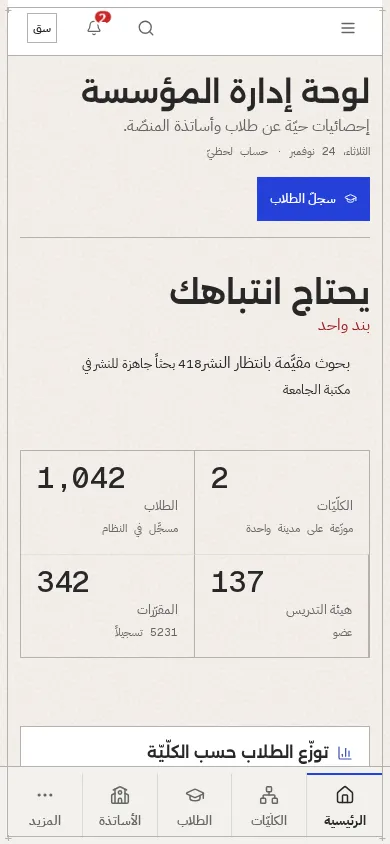 2
سق
لوحة إدارة المؤسسة
إحصائيات حيّة عن طلاب وأساتذة المنصّة.
الثلاثاء، 24 نوفمبر · حساب لحظيّ
سجلّ الطلاب
يحتاج انتباهك
بند واحد
بحوث مقيَّمة بانتظار النشر418 بحثاً جاهزة للنشر في
مكتبة الجامعة
2
الكلّيّات
موزّعة على مدينة واحدة
1,042
الطلاب
مسجَّل في النظام
137
هيئة التدريس
عضو
342
المقرّرات
5231 تسجيلاً
توزّع الطلاب حسب الكلّيّة
الرئيسية
الكليّات
الطلاب
الأساتذة
المزيد